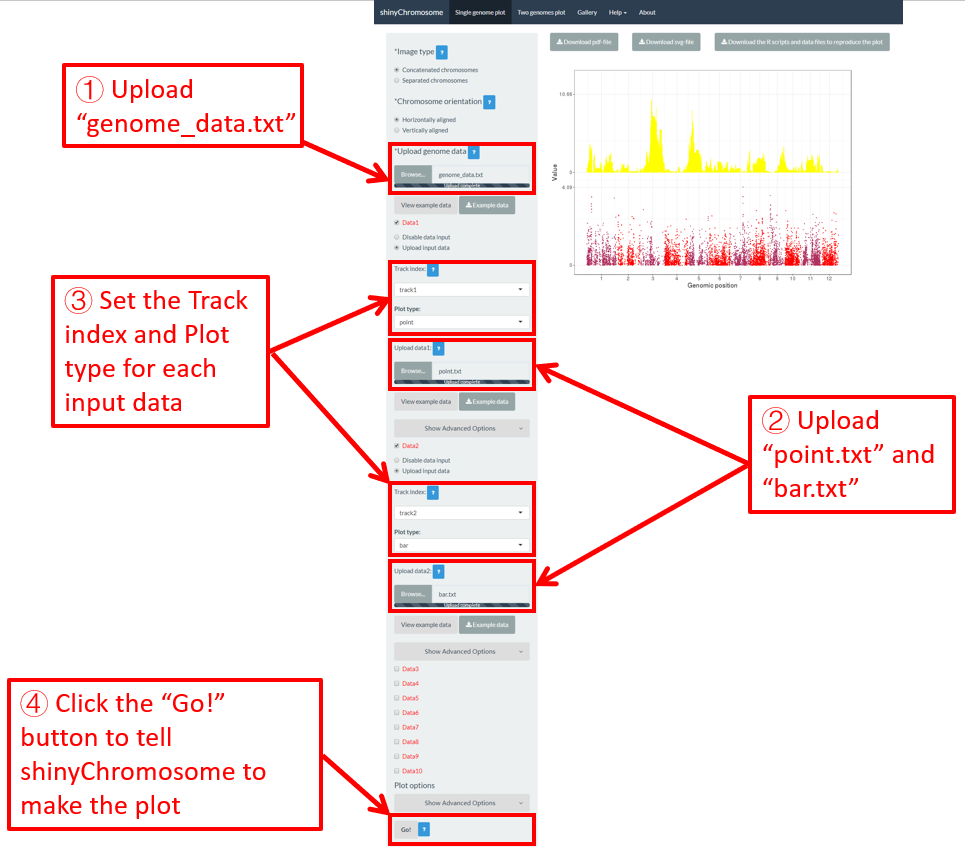 shinyChromosome Single genome plot Two genomes plot Gallery Help About
Download pdf-file Download svg-file Download the R scripts and data files to reproduce the plot
① Upload
“genome_data.txt”
③ Set the Track
index and Plot
type for each
input data
④ Click the “Go!”
button to tell
shinyChromosome to
make the plot
*Image type ?
Concatenated chromosomes
Separated chromosomes
*Chromosome orientation ?
Horizontally aligned
Vertically aligned
*Upload genome data ?
Browse... genome_data.txt
Upload complete
View example data Example data
Data1
Disable data input
Upload input data
Track index: ?
track1
Plot type:
point
Upload data1: ?
Browse... point.txt
Upload complete
View example data Example data
Show Advanced Options
Data2
Disable data input
Upload input data
Track index: ?
track2
Plot type:
bar
Upload data2: ?
Browse... bar.txt
Upload complete
View example data Example data
Show Advanced Options
Data3
Data4
Data5
Data6
Data7
Data8
Data9
Data10
Plot options
Show Advanced Options
Go! ?
Value
0
0
1 2 3 4 5 6 7 8 9 10 11 12
Genomic position
② Upload
“point.txt” and
“bar.txt”